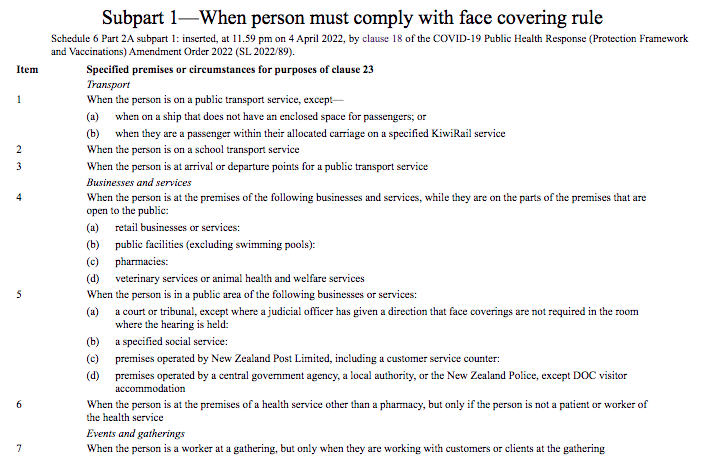 Subpart 1—When person must comply with face covering rule
Schedule 6 Part 2A subpart 1: inserted, at 11.59 pm on 4 April 2022, by clause 18 of the COVID-19 Public Health Response (Protection Framework
and Vaccinations) Amendment Order 2022 (SL 2022/89).
Item Specified premises or circumstances for purposes of clause 23
Transport
1 When the person is on a public transport service, except—
(a) when on a ship that does not have an enclosed space for passengers; or
(b) when they are a passenger within their allocated carriage on a specified KiwiRail service
2 When the person is on a school transport service
3 When the person is at arrival or departure points for a public transport service
Businesses and services
4 When the person is at the premises of the following businesses and services, while they are on the parts of the premises that are
open to the public:
(a) retail businesses or services:
(b) public facilities (excluding swimming pools):
(c) pharmacies:
(d) veterinary services or animal health and welfare services
5 When the person is in a public area of the following businesses or services:
(a) a court or tribunal, except where a judicial officer has given a direction that face coverings are not required in the room
where the hearing is held:
(b) a specified social service:
(c) premises operated by New Zealand Post Limited, including a customer service counter:
(d) premises operated by a central government agency, a local authority, or the New Zealand Police, except DOC visitor
accommodation
6 When the person is at the premises of a health service other than a pharmacy, but only if the person is not a patient or worker of
the health service
Events and gatherings
7 When the person is a worker at a gathering, but only when they are working with customers or clients at the gathering